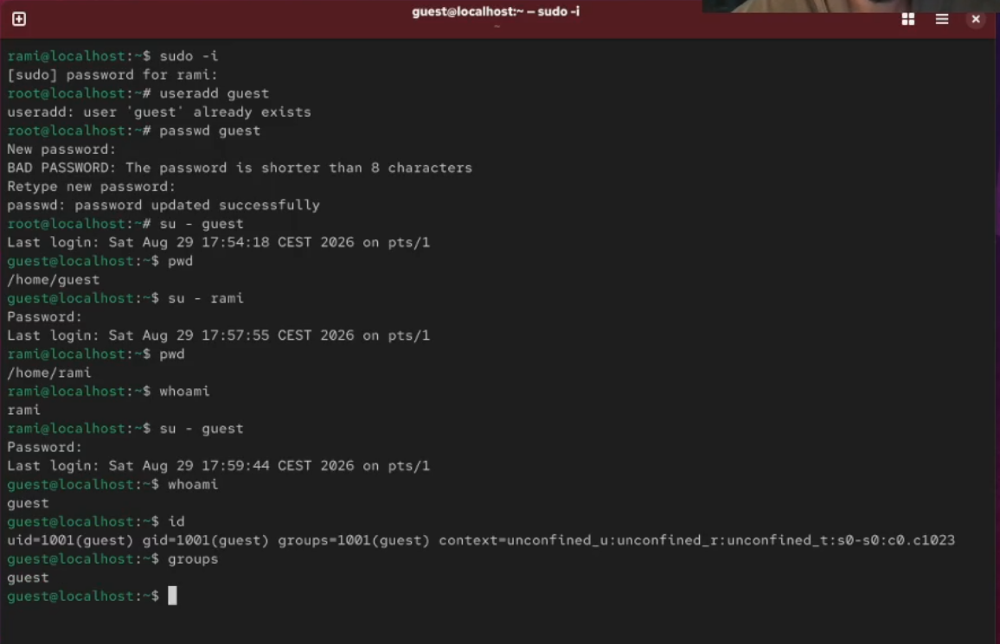 guest@localhost:~ — sudo -i
~
rami@localhost:~$ sudo -i
[sudo] password for rami:
root@localhost:~# useradd guest
useradd: user 'guest' already exists
root@localhost:~# passwd guest
New password:
BAD PASSWORD: The password is shorter than 8 characters
Retype new password:
passwd: password updated successfully
root@localhost:~# su - guest
Last login: Sat Aug 29 17:54:18 CEST 2026 on pts/1
guest@localhost:~$ pwd
/home/guest
guest@localhost:~$ su - rami
Password:
Last login: Sat Aug 29 17:57:55 CEST 2026 on pts/1
rami@localhost:~$ pwd
/home/rami
rami@localhost:~$ whoami
rami
rami@localhost:~$ su - guest
Password:
Last login: Sat Aug 29 17:59:44 CEST 2026 on pts/1
guest@localhost:~$ whoami
guest
guest@localhost:~$ id
uid=1001(guest) gid=1001(guest) groups=1001(guest) context=unconfined_u:unconfined_r:unconfined_t:s0-s0:c0.c1023
guest@localhost:~$ groups
guest
guest@localhost:~$